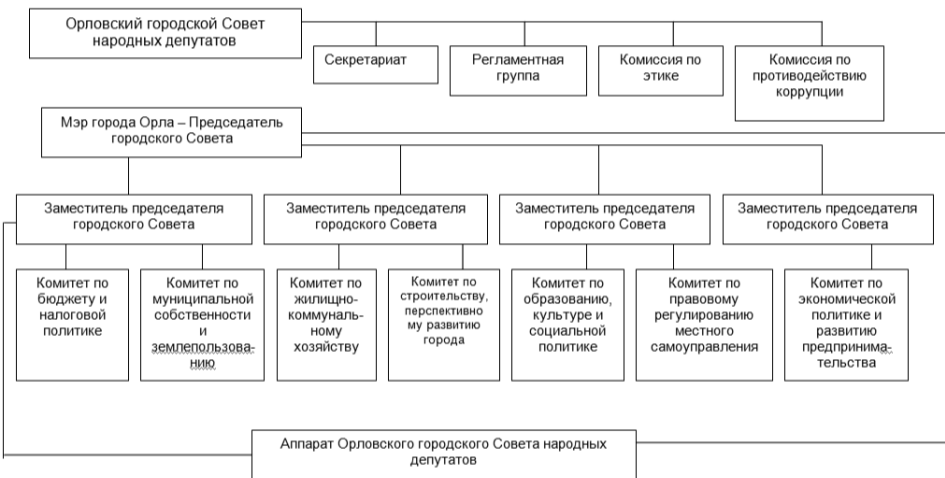 Орловский городской Совет
народных депутатов
Секретариат
Регламентная
группа
Комиссия по
этике
Комиссия по
противодействию
коррупции
Мэр города Орла – Председатель
городского Совета
Заместитель председателя
городского Совета
Заместитель председателя
городского Совета
Заместитель председателя
городского Совета
Заместитель председателя
городского Совета
Комитет по
бюджету и
налоговой
политике
Комитет по
муниципальной
собственности
и
землепользова-
нию
Комитет по
жилищно-
коммуналь-
ному
хозяйству
Комитет по
строительству,
перспективно
му развитию
города
Комитет по
образованию,
культуре и
социальной
политике
Комитет по
правовому
регулированию
местного
самоуправления
Комитет по
экономической
политике и
развитию
предпринима-
тельства
Аппарат Орловского городского Совета народных
депутатов